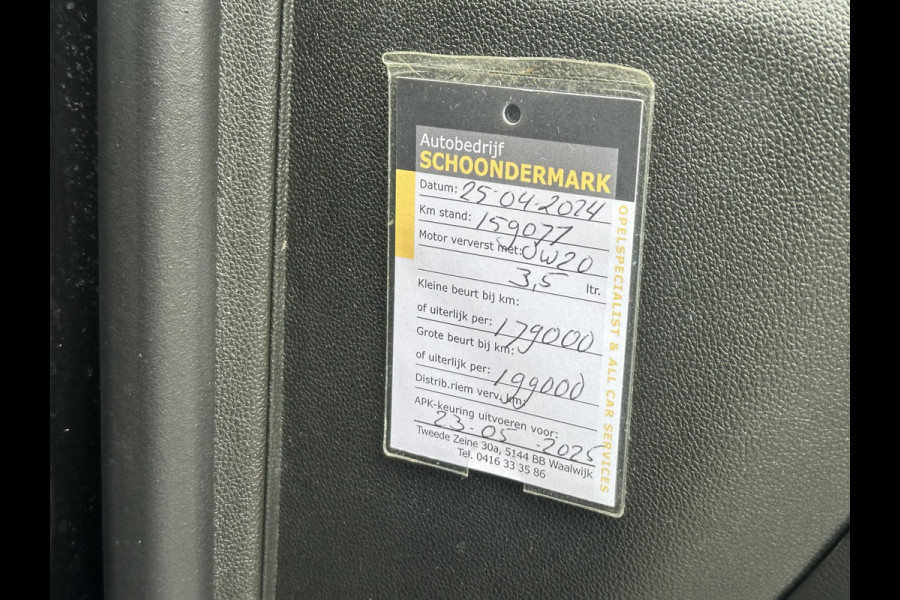 Autobedrijf
SCHOONDERMARK
Datum: 25-04-2024
Km stand: 159077
Motor ververst met: 0W20
3,5 ltr.
Kleine beurt bij km:
of uiterlijk per: 179000
Grote beurt bij km:
of uiterlijk per: 199000
Distrib.riem verv. km:
APK-keuring uitvoeren voor:
23-05-2025
Tweede Zeine 30a, 5144 BB Waalwijk
Tel. 0416 33 35 86
OPELSPECIALIST & ALL CAR SERVICES